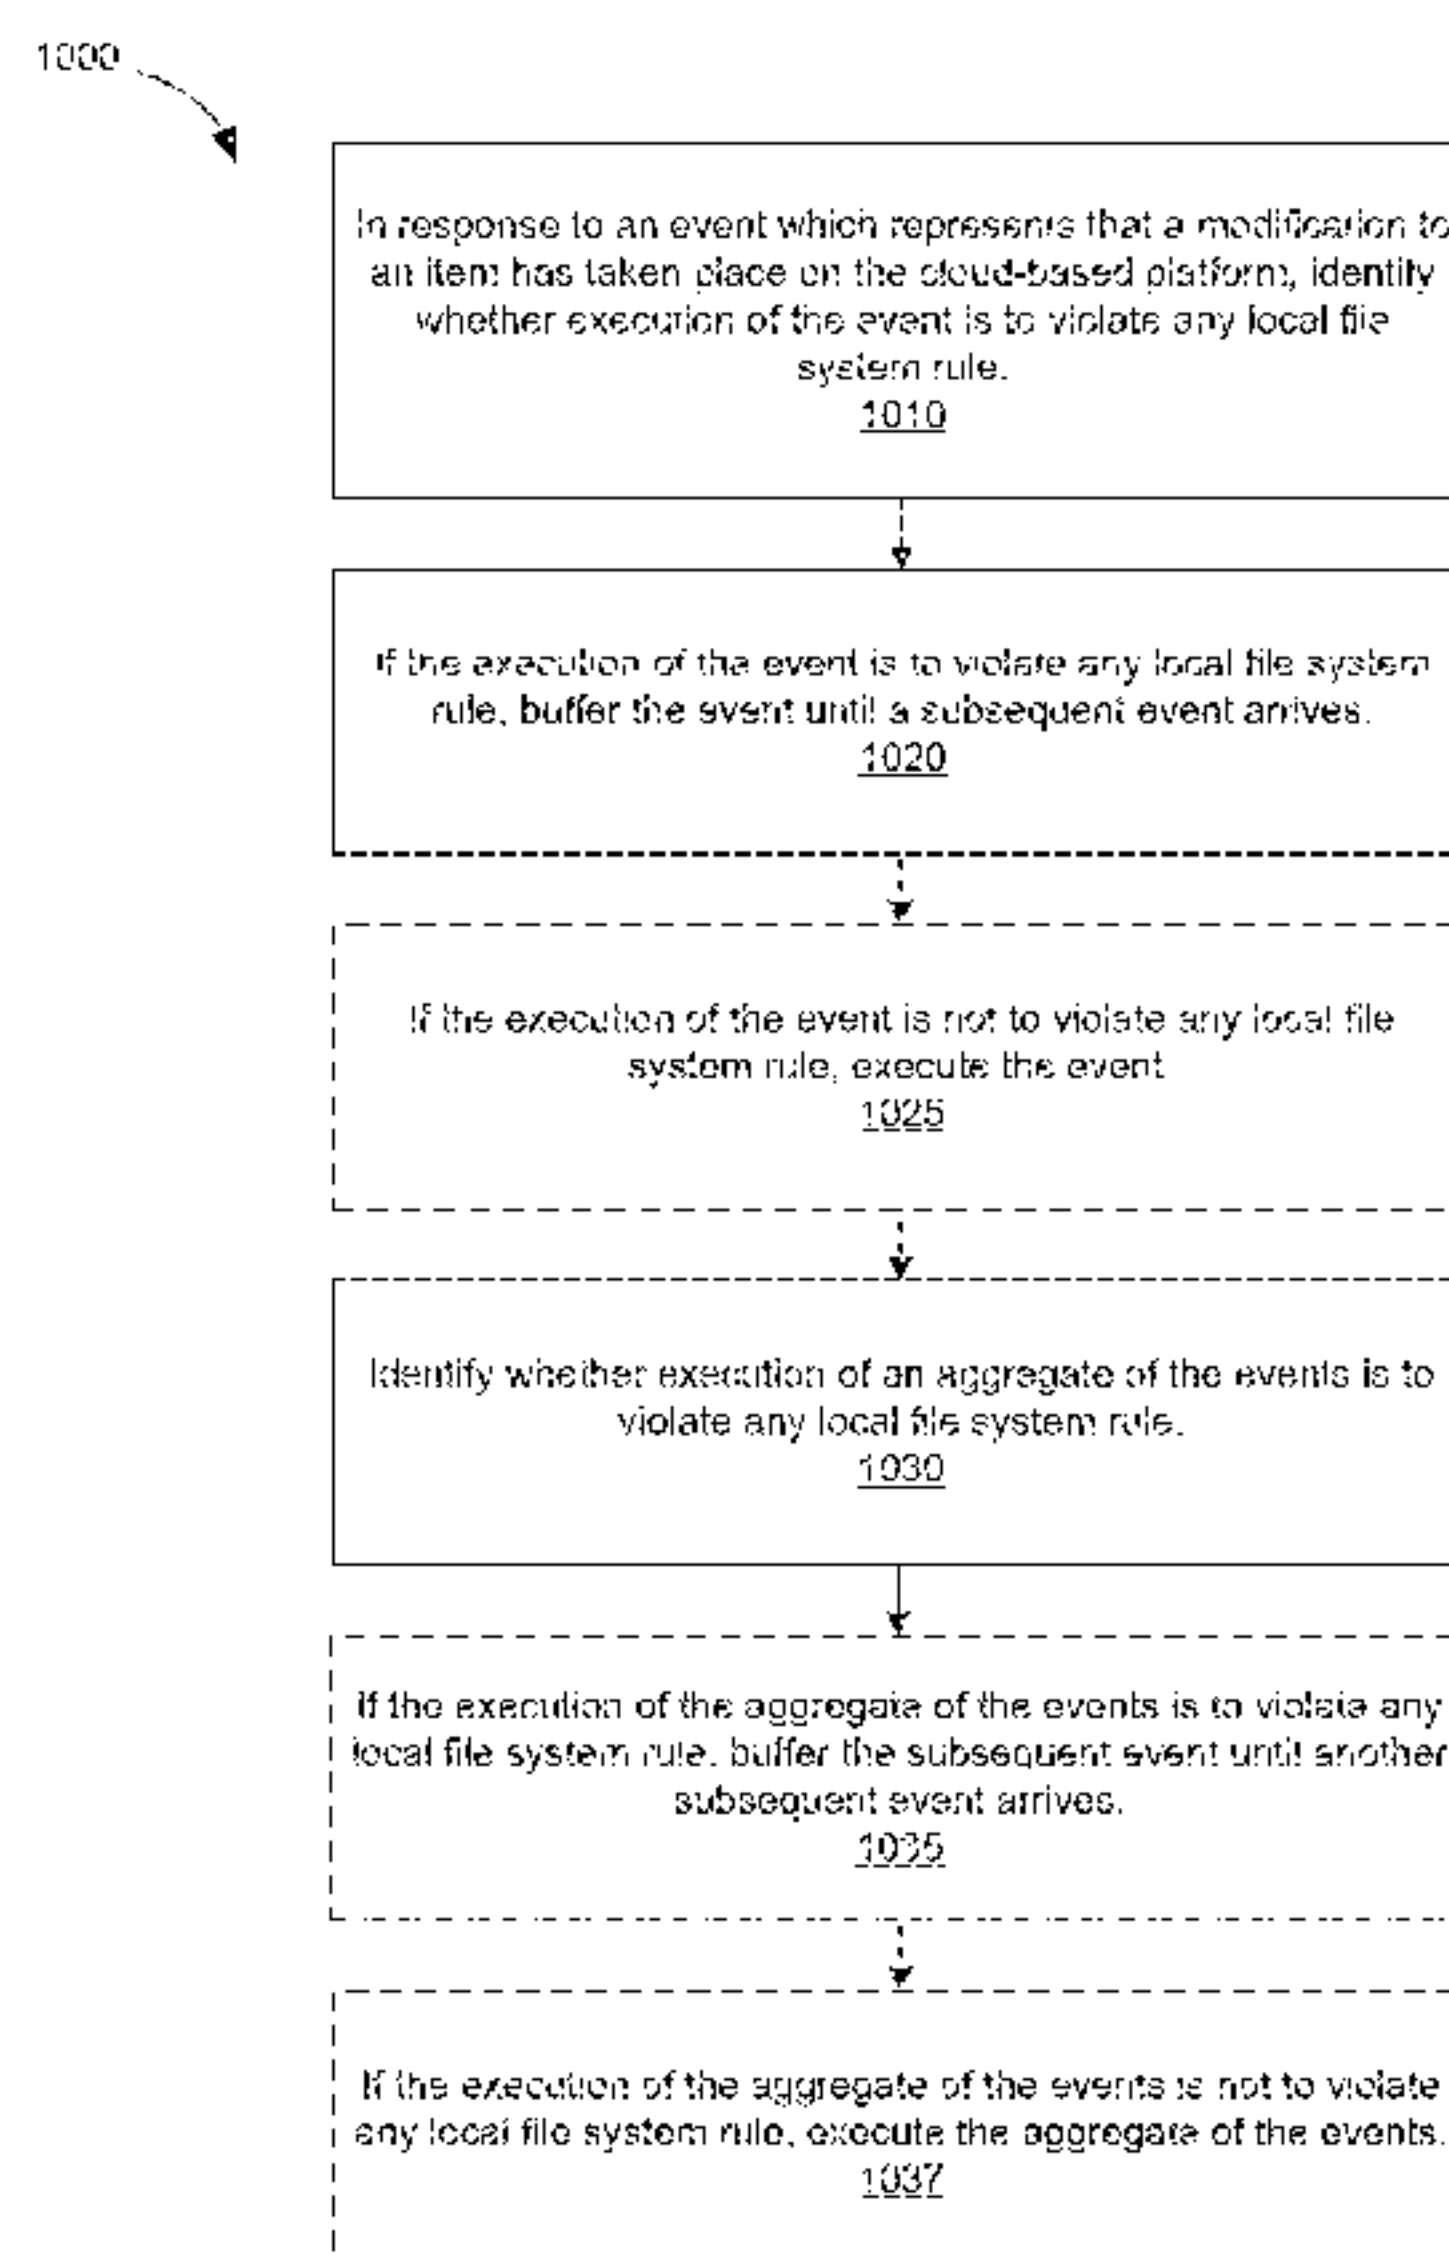 1000
In response to an event which represents that a modification to
an item has taken place on the cloud-based platform, identify
whether execution of the event is to violate any local file
system rule.
1010
If the execution of the event is to violate any local file system
rule, buffer the event until a subsequent event arrives.
1020
If the execution of the event is not to violate any local file
system rule, execute the event
1025
Identify whether execution of an aggregate of the events is to
violate any local file system rule.
1030
If the execution of the aggregate of the events is to violate any
local file system rule, buffer the subsequent event until another
subsequent event arrives.
1035
If the execution of the aggregate of the events is not to violate
any local file system rule, execute the aggregate of the events.
1037